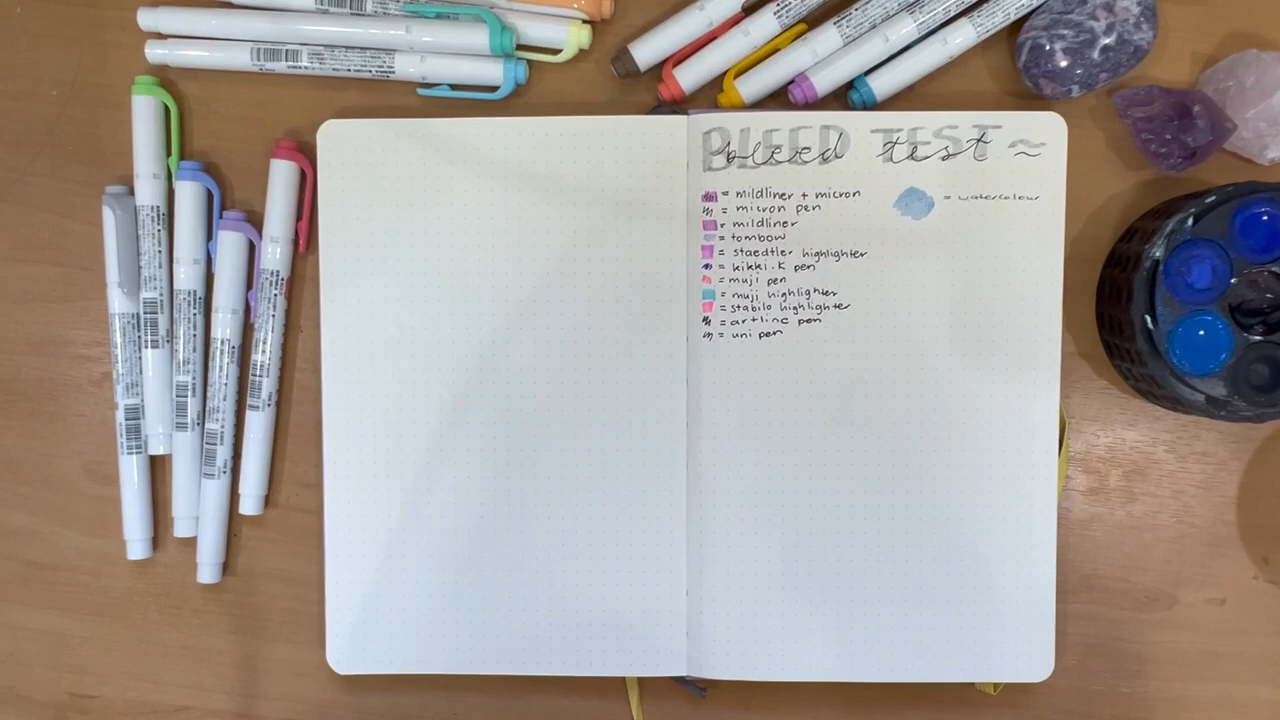 BLEED TEST ~
bleed test ~
= mildliner + micron
= micron pen
= mildliner
= tombow
= staedtler highlighter
= kikki.k pen
= muji pen
= muji highlighter
= stabilo highlighter
= artline pen
= uni pen
= watercolour